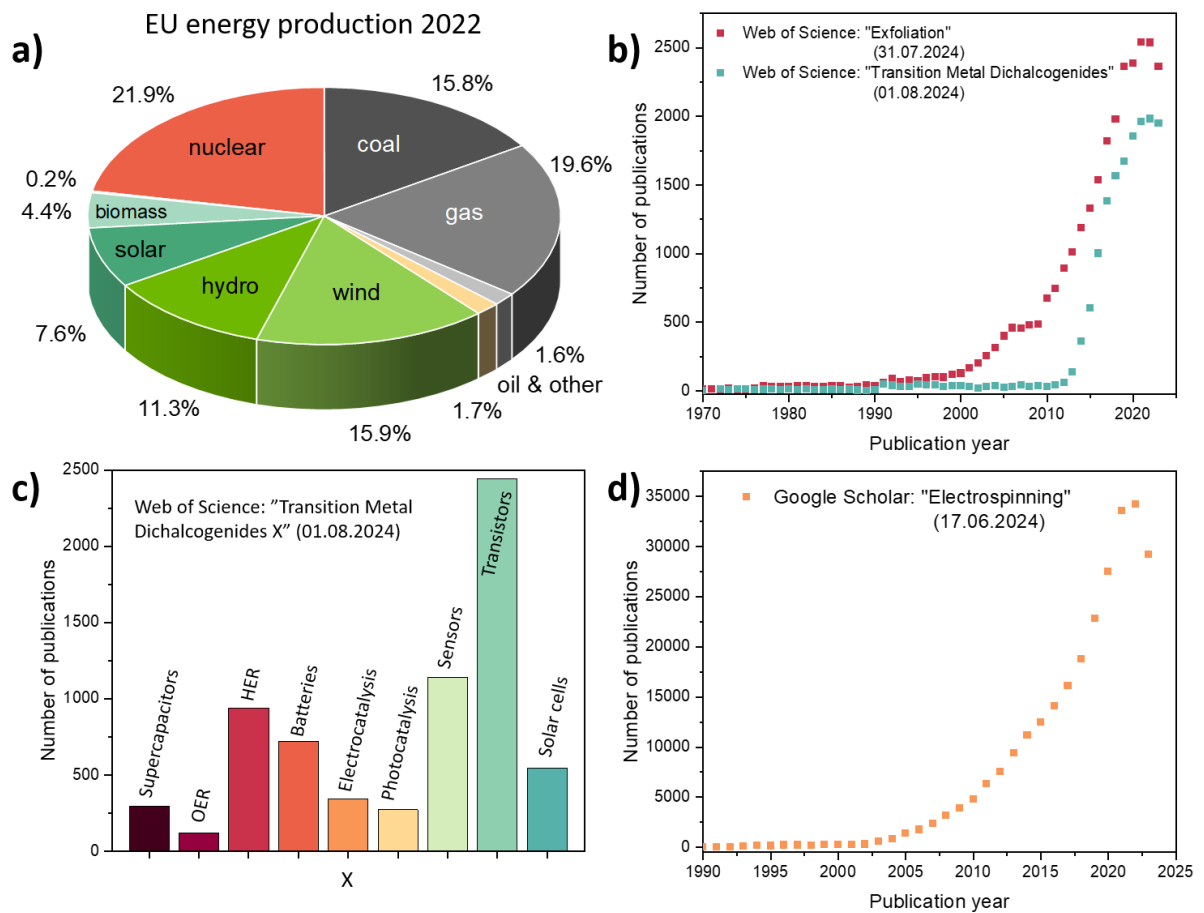 EU energy production 2022
a)
21.9%
15.8%
nuclear
coal
19.6%
gas
0.2%
4.4%
biomass
solar
hydro
wind
7.6%
1.6%
oil & other
11.3%
1.7%
15.9%
b)
Web of Science: "Exfoliation"
(31.07.2024)
Web of Science: "Transition Metal Dichalcogenides"
(01.08.2024)
Number of publications
2500
2000
1500
1000
500
0
1970
1980
1990
2000
2010
2020
Publication year
c)
Web of Science: ”Transition Metal
Dichalcogenides X” (01.08.2024)
Number of publications
2500
2000
1500
1000
500
0
Supercapacitors
OER
HER
Batteries
Electrocatalysis
Photocatalysis
Sensors
Transistors
Solar cells
X
d)
Google Scholar: "Electrospinning"
(17.06.2024)
Number of publications
35000
30000
25000
20000
15000
10000
5000
0
1990
1995
2000
2005
2010
2015
2020
2025
Publication year